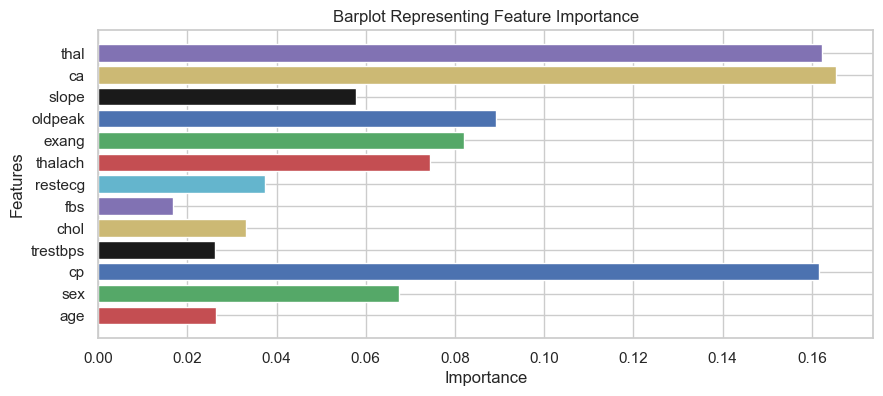 Barplot Representing Feature Importance
Features
thal
ca
slope
oldpeak
exang
thalach
restecg
fbs
chol
trestbps
cp
sex
age
0.00 0.02 0.04 0.06 0.08 0.10 0.12 0.14 0.16
Importance